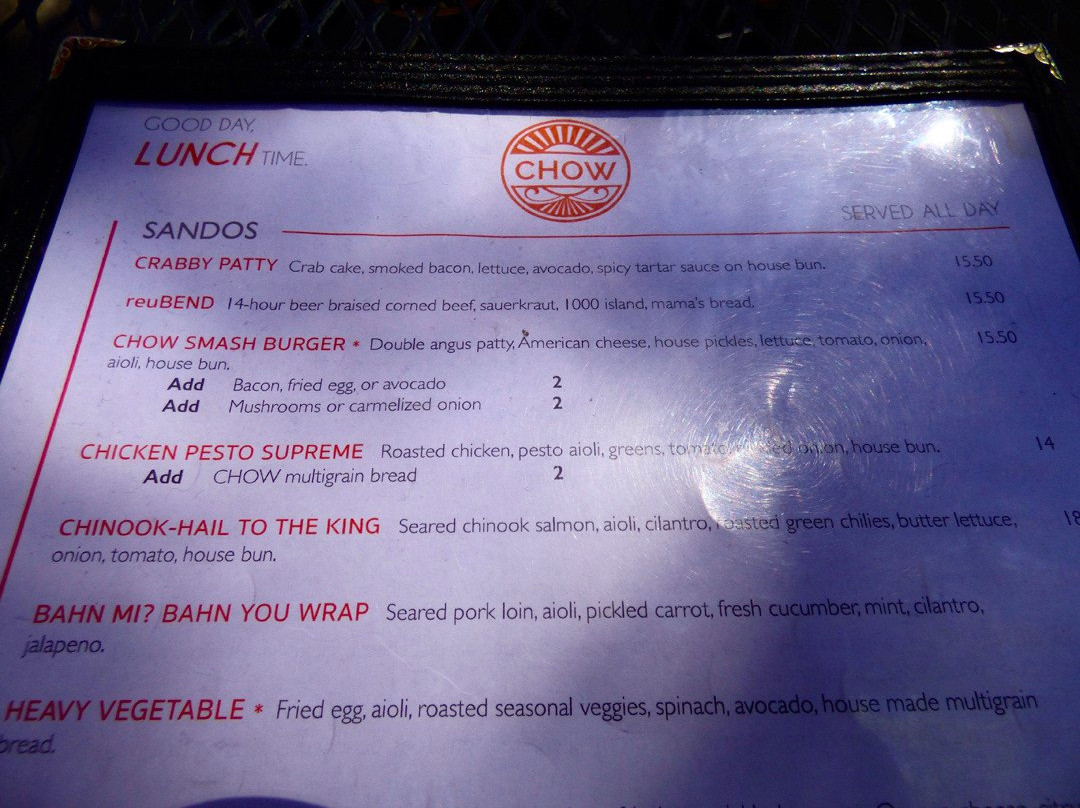 GOOD DAY,
LUNCH TIME.
CHOW
SERVED ALL DAY
SANDOS
CRABBY PATTY Crab cake, smoked bacon, lettuce, avocado, spicy tartar sauce on house bun. 15.50
reuBEND 14-hour beer braised corned beef, sauerkraut, 1000 island, mama's bread. 15.50
CHOW SMASH BURGER * Double angus patty, American cheese, house pickles, lettuce, tomato, onion, 15.50
aioli, house bun.
Add Bacon, fried egg, or avocado 2
Add Mushrooms or carmelized onion 2
CHICKEN PESTO SUPREME Roasted chicken, pesto aioli, greens, tomato, onion, house bun. 14
Add CHOW multigrain bread 2
CHINOOK-HAIL TO THE KING Seared chinook salmon, aioli, cilantro, roasted green chilies, butter lettuce,
onion, tomato, house bun.
BAHN MI? BAHN YOU WRAP Seared pork loin, aioli, pickled carrot, fresh cucumber, mint, cilantro,
jalapeno.
HEAVY VEGETABLE * Fried egg, aioli, roasted seasonal veggies, spinach, avocado, house made multigrain
bread.